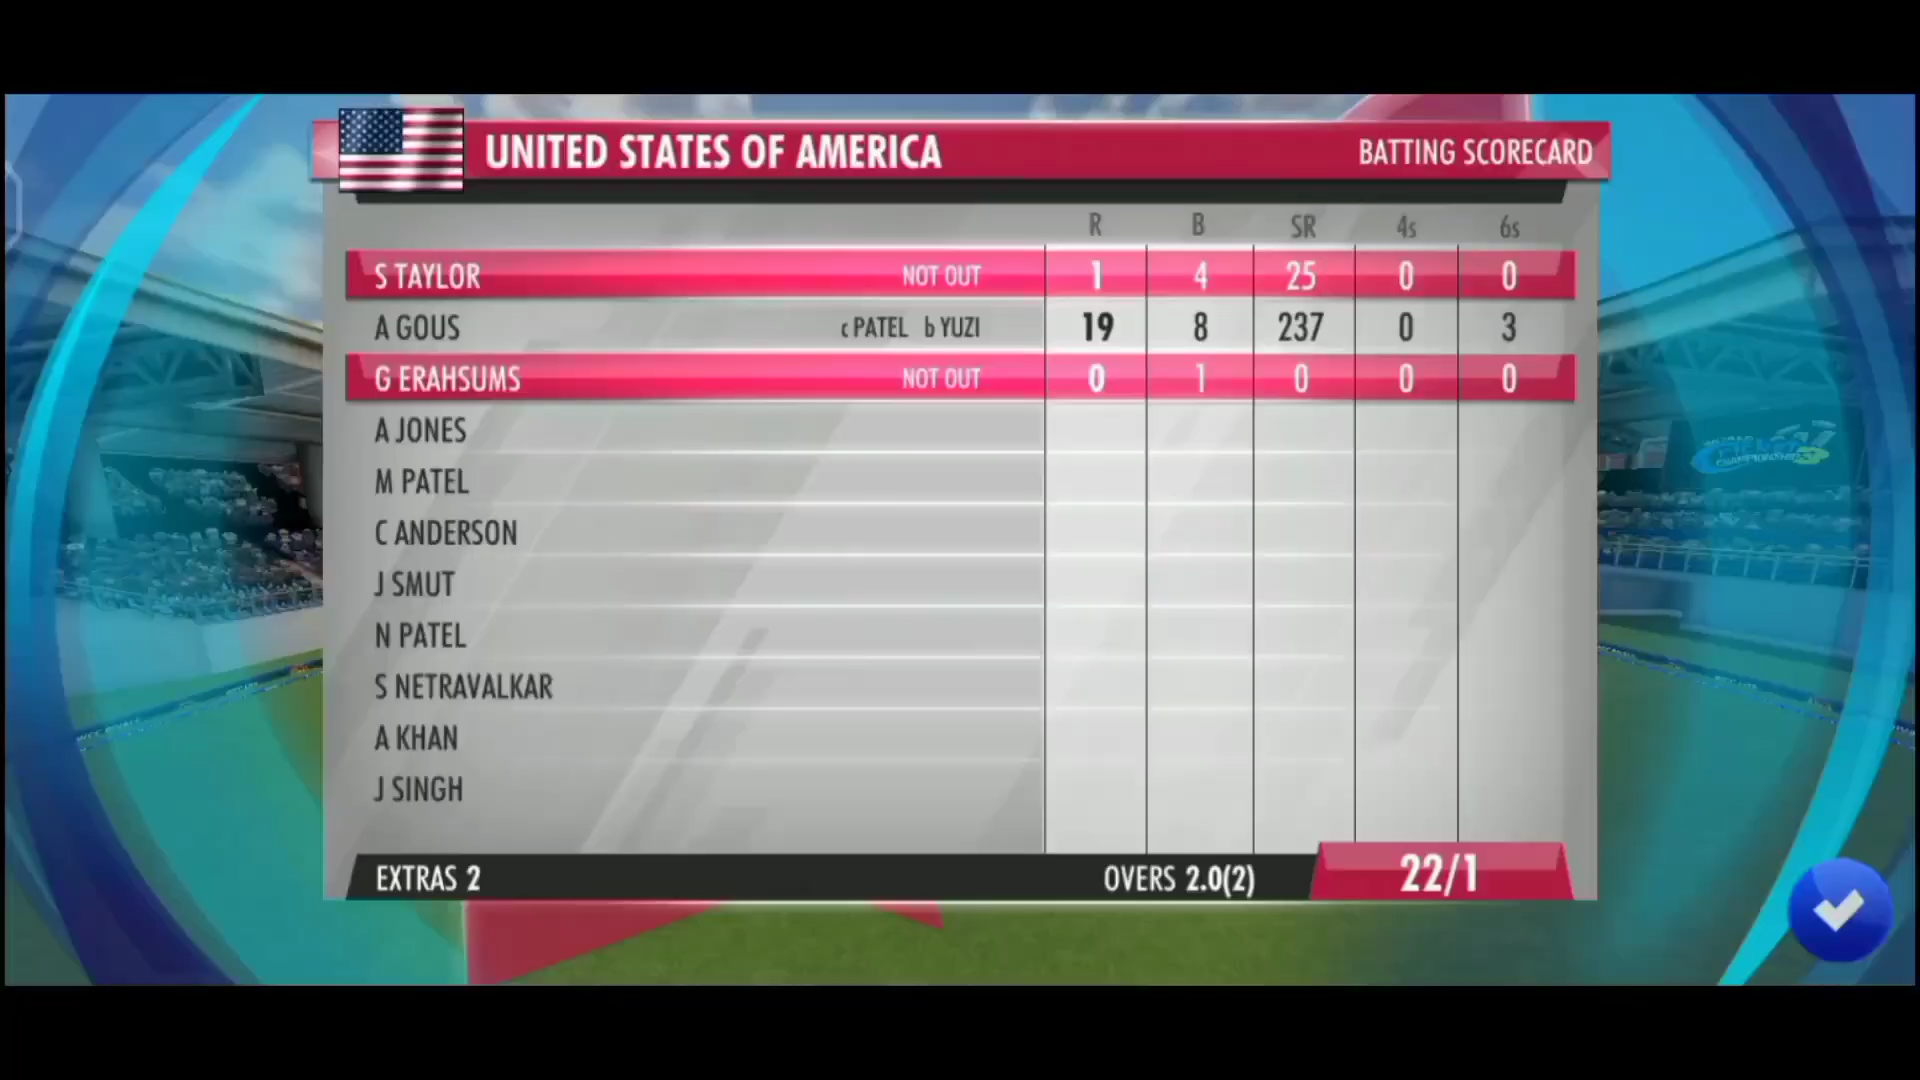 UNITED STATES OF AMERICA BATTING SCORECARD
R B SR 4s 6s
S TAYLOR NOT OUT 1 4 25 0 0
A GOUS c PATEL b YUZI 19 8 237 0 3
G ERAHSUMS NOT OUT 0 1 0 0 0
A JONES
M PATEL
C ANDERSON
J SMUT
N PATEL
S NETRAVALKAR
A KHAN
J SINGH
EXTRAS 2 OVERS 2.0(2) 22/1